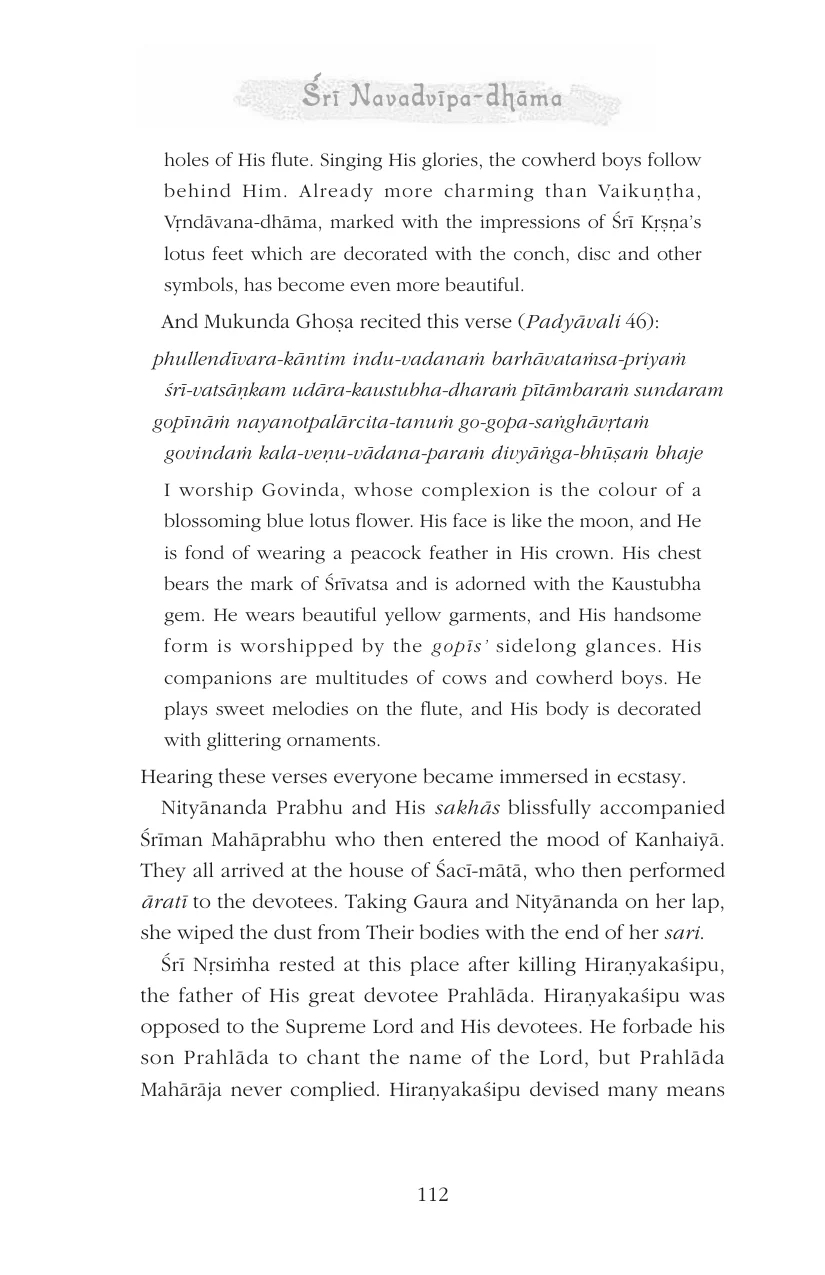 Śrī Navadvīpa-dhāma
holes of His flute. Singing His glories, the cowherd boys follow
behind Him. Already more charming than Vaikuṇṭha,
Vṛndāvana-dhāma, marked with the impressions of Śrī Kṛṣṇa’s
lotus feet which are decorated with the conch, disc and other
symbols, has become even more beautiful.
And Mukunda Ghoṣa recited this verse (Padyāvali 46):
phullendīvara-kāntim indu-vadanaṁ barhāvataṁsa-priyaṁ
śrī-vatsāṇkam udāra-kaustubha-dharaṁ pītāmbaraṁ sundaram
gopīnāṁ nayanotpalārcita-tanuṁ go-gopa-saṅghāvṛtaṁ
govindaṁ kala-veṇu-vādana-paraṁ divyāṅga-bhūṣaṁ bhaje
I worship Govinda, whose complexion is the colour of a
blossoming blue lotus flower. His face is like the moon, and He
is fond of wearing a peacock feather in His crown. His chest
bears the mark of Śrīvatsa and is adorned with the Kaustubha
gem. He wears beautiful yellow garments, and His handsome
form is worshipped by the gopīs’ sidelong glances. His
companions are multitudes of cows and cowherd boys. He
plays sweet melodies on the flute, and His body is decorated
with glittering ornaments.
Hearing these verses everyone became immersed in ecstasy.
Nityānanda Prabhu and His sakhās blissfully accompanied
Śrīman Mahāprabhu who then entered the mood of Kanhaiyā.
They all arrived at the house of Śacī-mātā, who then performed
āratī to the devotees. Taking Gaura and Nityānanda on her lap,
she wiped the dust from Their bodies with the end of her sari.
Śrī Nṛsiṁha rested at this place after killing Hiraṇyakaśipu,
the father of His great devotee Prahlāda. Hiraṇyakaśipu was
opposed to the Supreme Lord and His devotees. He forbade his
son Prahlāda to chant the name of the Lord, but Prahlāda
Mahārāja never complied. Hiraṇyakaśipu devised many means
112